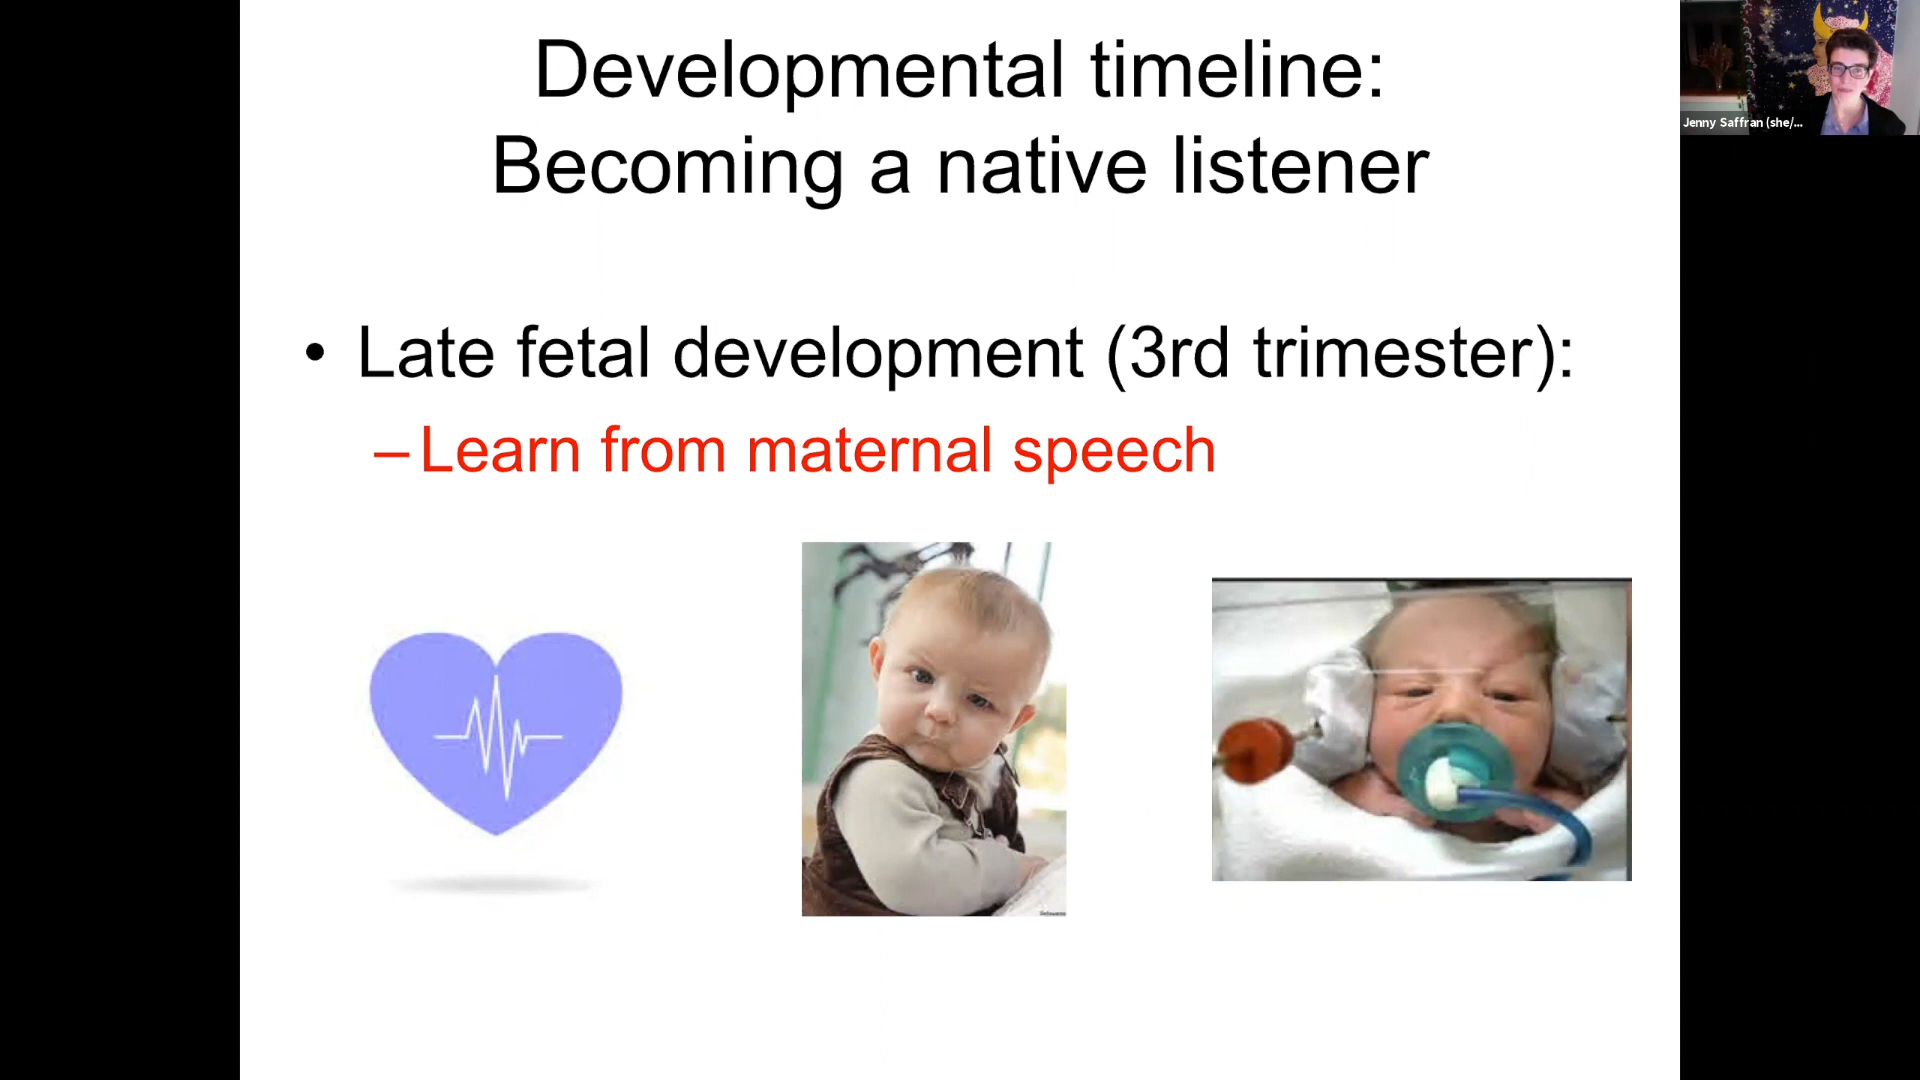 Developmental timeline:
Becoming a native listener
Jenny Saffran (she/...
• Late fetal development (3rd trimester):
– Learn from maternal speech